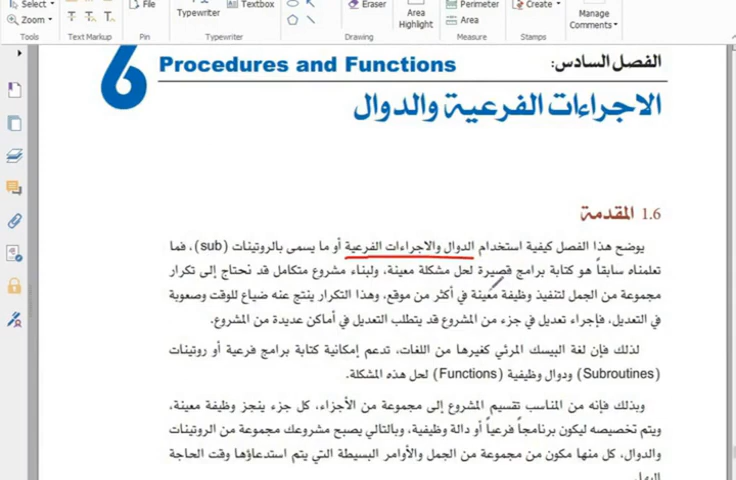 Select
Zoom
Tools
Text Markup
File
Pin
Typewriter
Textbox
Typewriter
Eraser
Drawing
Area Highlight
Perimeter
Area
Measure
Create
Stamps
Manage Comments
Comments
6 Procedures and Functions الفصل السادس:
الاجراءات الفرعية والدوال
1.6 المقدمة
يوضح هذا الفصل كيفية استخدام الدوال والاجراءات الفرعية أو ما يسمى بالروتينات (sub)، فما
تعلمناه سابقاً هو كتابة برامج قصيرة لحل مشكلة معينة، ولبناء مشروع متكامل قد نحتاج إلى تكرار
مجموعة من الجمل لتنفيذ وظيفة معينة في أكثر من موقع، وهذا التكرار ينتج عنه ضياع للوقت وصعوبة
في التعديل، فإجراء تعديل في جزء من المشروع قد يتطلب التعديل في أماكن عديدة من المشروع.
لذلك فإن لغة البيسك المرئي كغيرها من اللغات، تدعم إمكانية كتابة برامج فرعية أو روتينات
(Subroutines) ودوال وظيفية (Functions) لحل هذه المشكلة.
وبذلك فإنه من المناسب تقسيم المشروع إلى مجموعة من الأجزاء، كل جزء ينجز وظيفة معينة،
ويتم تخصيصه ليكون برنامجاً فرعياً أو دالة وظيفية، وبالتالي يصبح مشروعك مجموعة من الروتينات
والدوال، كل منها مكون من مجموعة من الجمل والأوامر البسيطة التي يتم استدعاؤها وقت الحاجة
إليها.